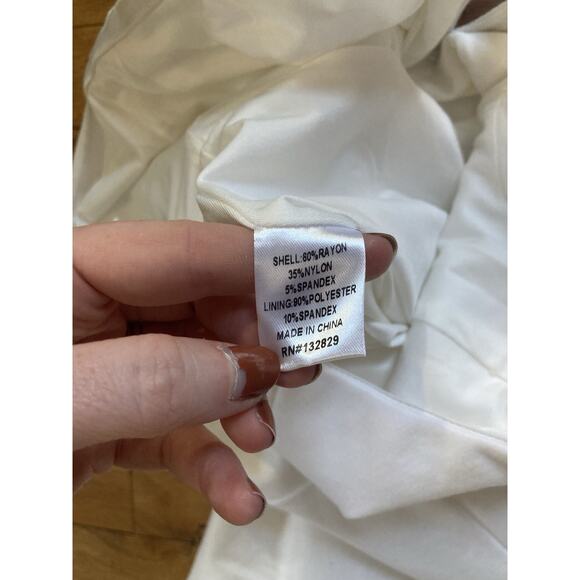 SHELL:60%RAYON
35%NYLON
5%SPANDEX
LINING:90%POLYESTER
10%SPANDEX
MADE IN CHINA
RN#132829